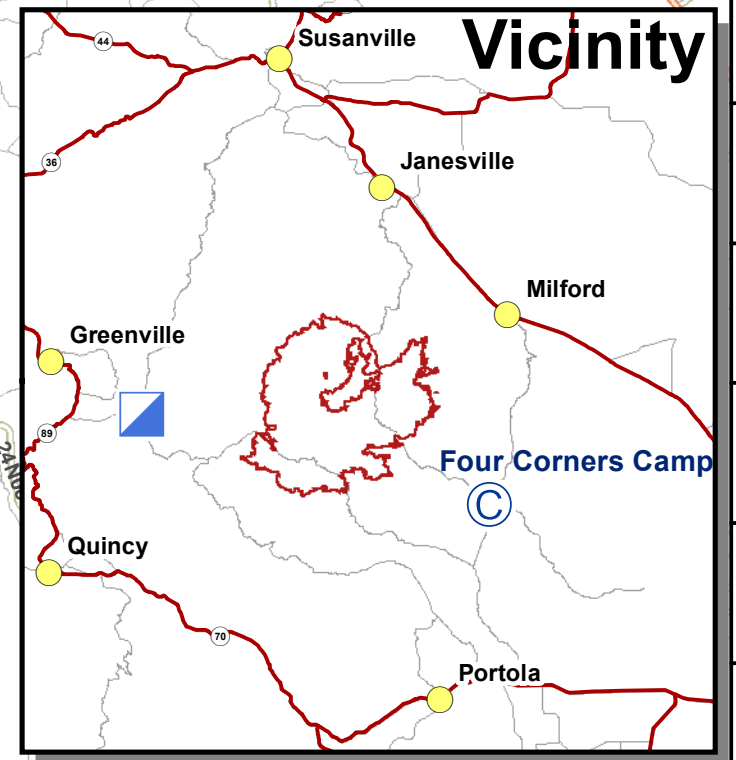 Vicinity
Susanville
44
Janesville
36
Milford
Greenville
89
Four Corners Camp
C
Quincy
70
Portola